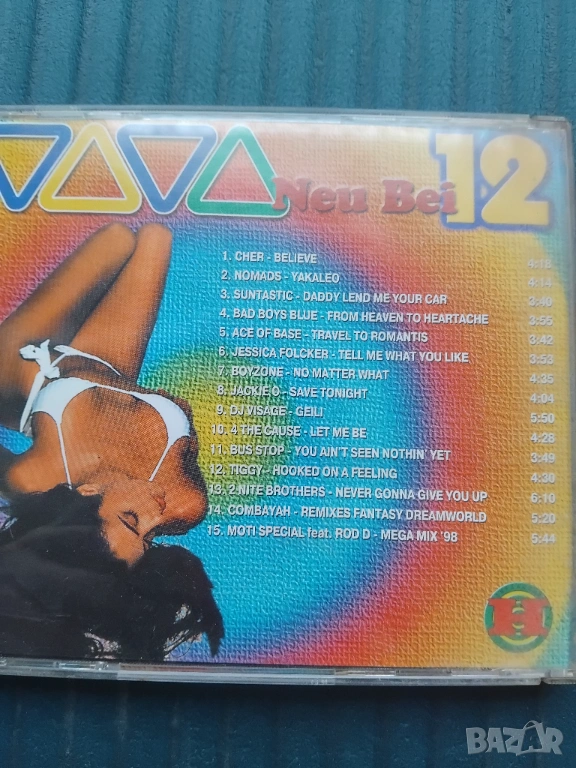 VIVA
Neu Bei 12
1. CHER - BELIEVE 4:18
2. NOMADS - YAKALEO 4:14
3. SUNTASTIC - DADDY LEND ME YOUR CAR 3:40
4. BAD BOYS BLUE - FROM HEAVEN TO HEARTACHE 3:55
5. ACE OF BASE - TRAVEL TO ROMANTIS 3:42
6. JESSICA FOLCKER - TELL ME WHAT YOU LIKE 3:53
7. BOYZONE - NO MATTER WHAT 4:35
8. JACKIE O - SAVE TONIGHT 4:04
9. DJ VISAGE - GEILI 5:50
10. 4 THE CAUSE - LET ME BE 4:28
11. BUS STOP - YOU AIN'T SEEN NOTHIN' YET 3:49
12. TIGGY - HOOKED ON A FEELING 4:30
13. 2 NITE BROTHERS - NEVER GONNA GIVE YOU UP 6:10
14. COMBAYAH - REMIXES FANTASY DREAMWORLD 5:20
15. MOTI SPECIAL feat. ROD D - MEGA MIX '98 5:44
H
BAZAR